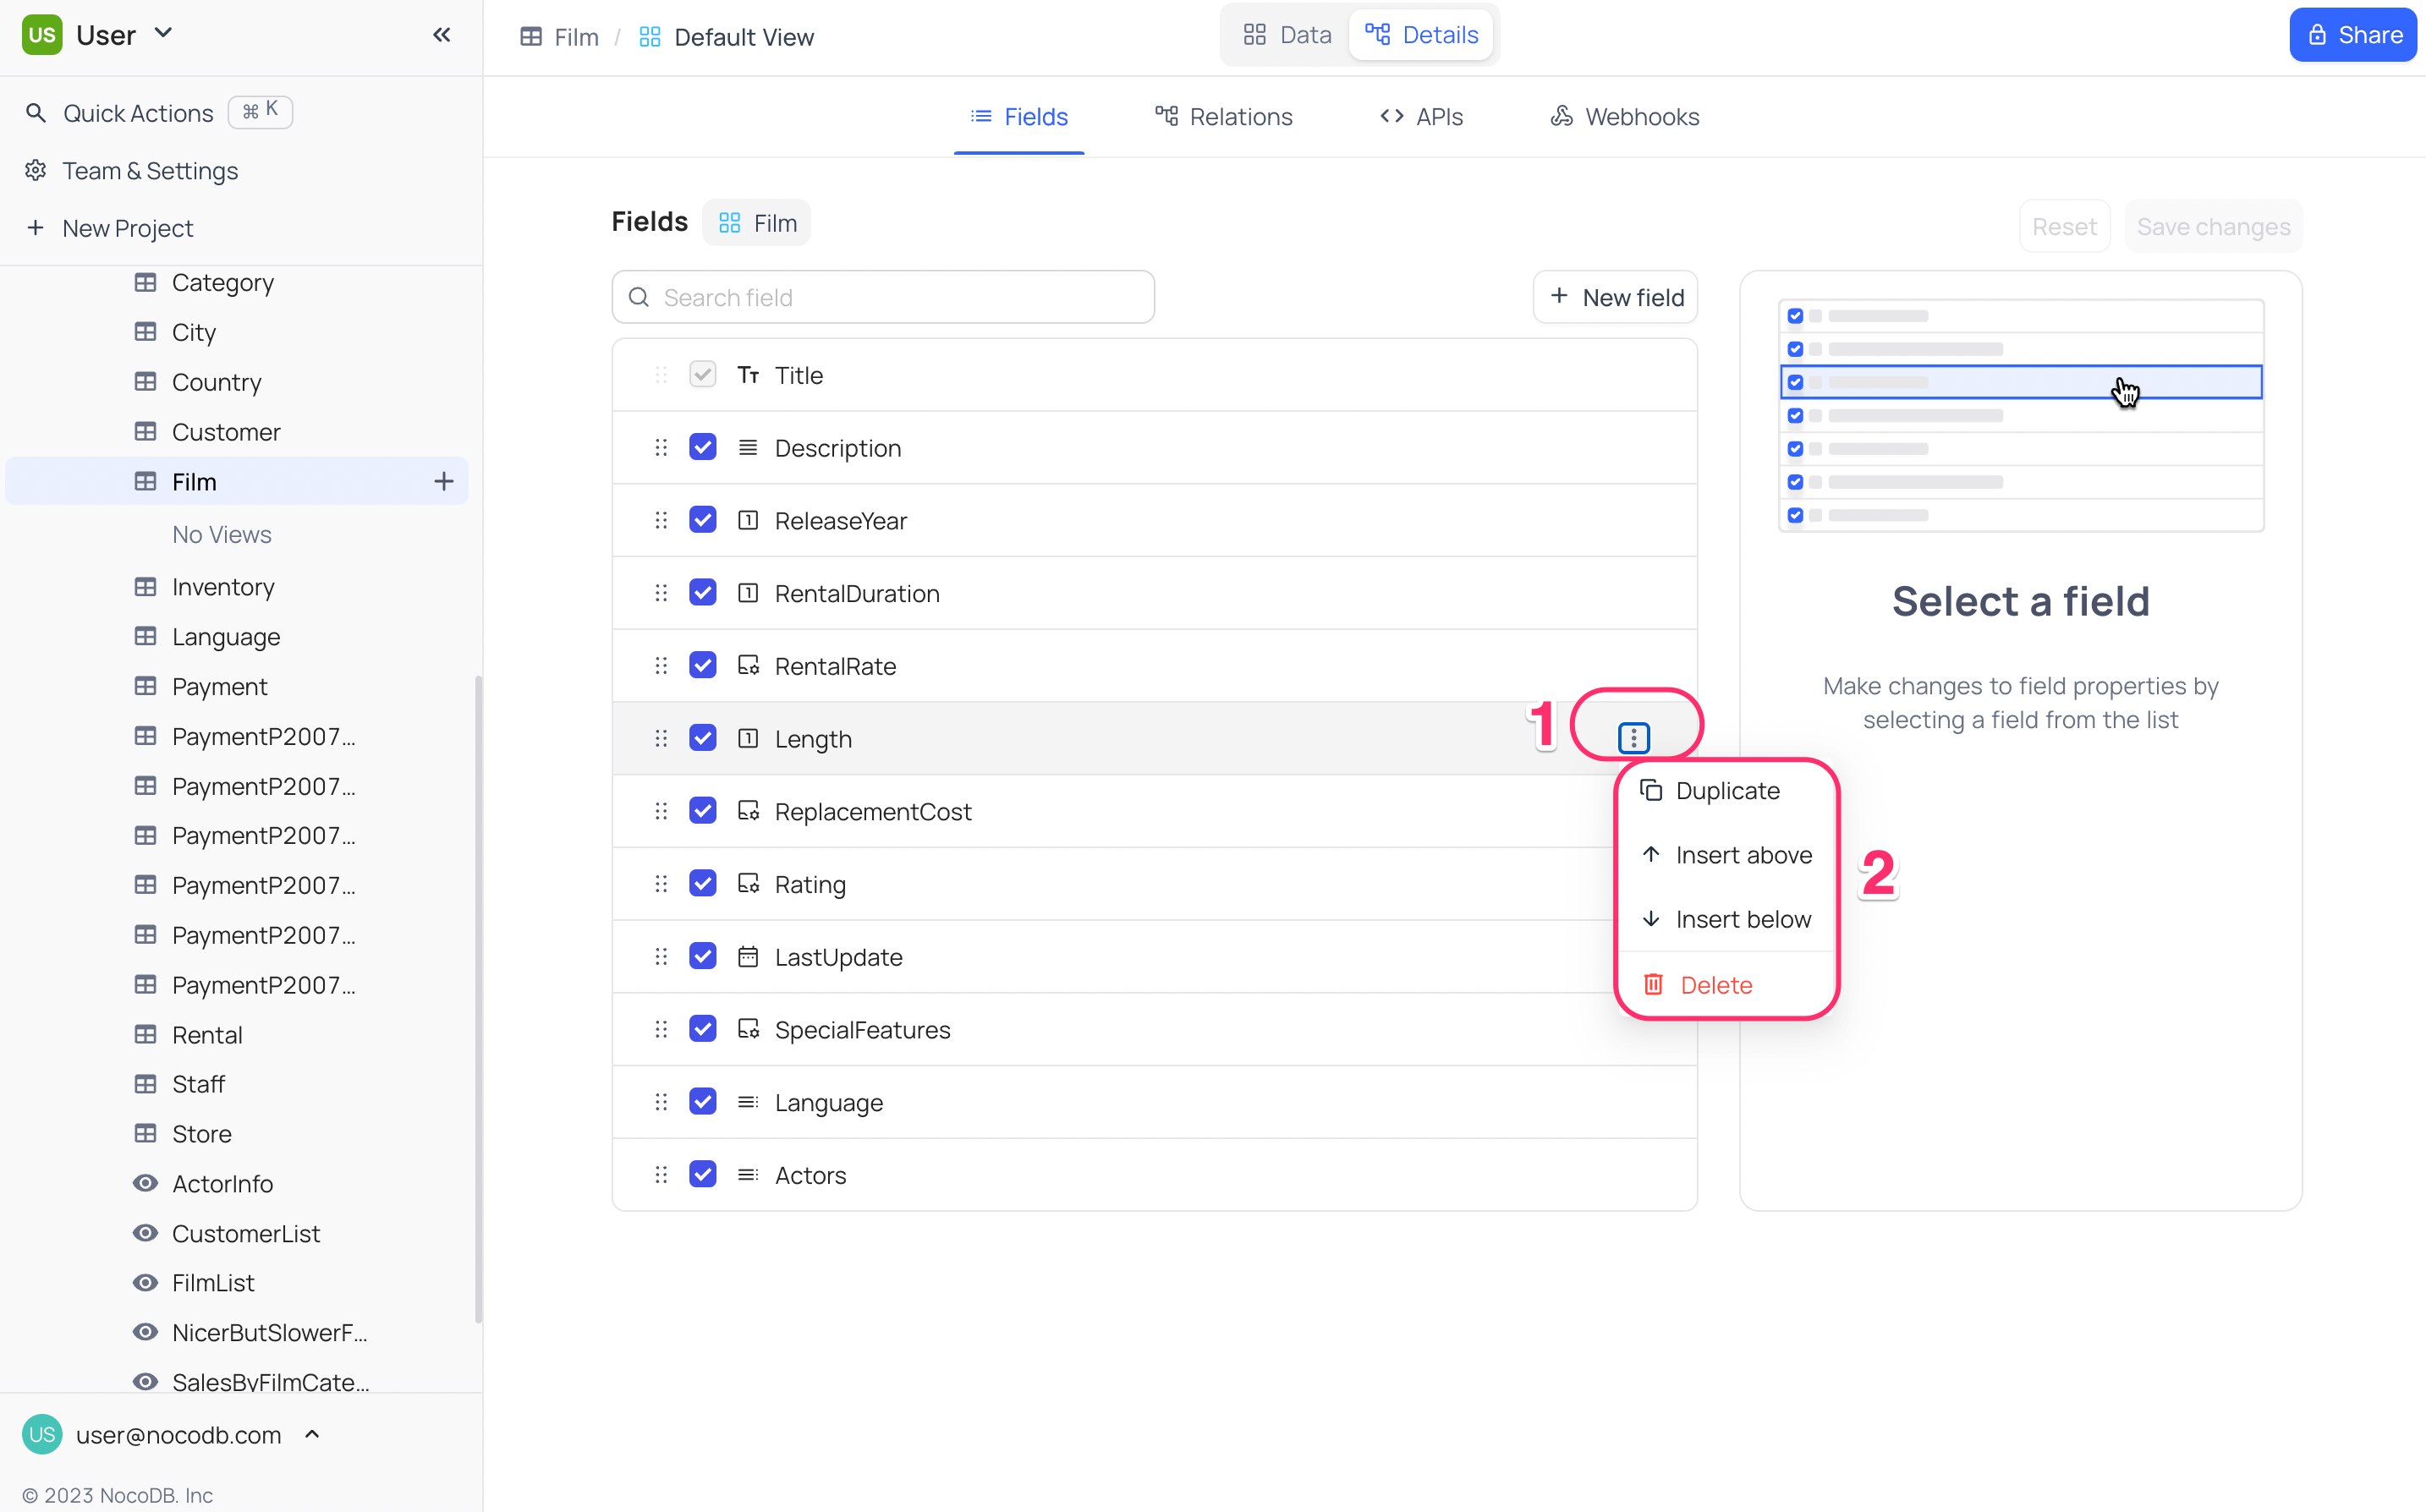 US User
Quick Actions ⌘ K
Team & Settings
New Project
Category
City
Country
Customer
Film
No Views
Inventory
Language
Payment
PaymentP2007...
PaymentP2007...
PaymentP2007...
PaymentP2007...
PaymentP2007...
PaymentP2007...
Rental
Staff
Store
ActorInfo
CustomerList
FilmList
NicerButSlowerF...
SalesByFilmCate...
US user@nocodb.com
© 2023 NocoDB. Inc
Film / Default View
Data Details
Share
Fields Relations APIs Webhooks
Fields Film
Reset Save changes
Search field
New field
Title
Description
ReleaseYear
RentalDuration
RentalRate
Length
ReplacementCost
Rating
LastUpdate
SpecialFeatures
Language
Actors
1
Duplicate
Insert above
Insert below
Delete
2
Select a field
Make changes to field properties by
selecting a field from the list